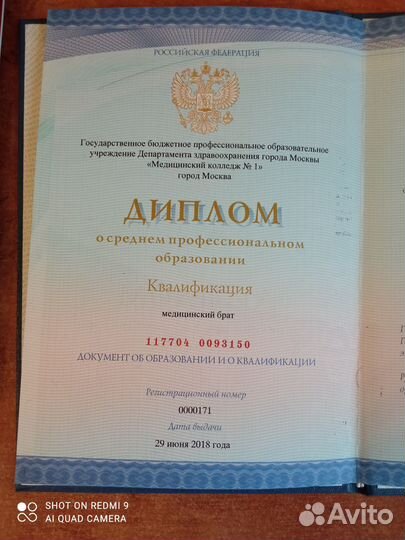 РОССИЙСКАЯ ФЕДЕРАЦИЯ
Государственное бюджетное профессиональное образовательное
учреждение Департамента здравоохранения города Москвы
«Медицинский колледж № 1»
город Москва
ДИПЛОМ
о среднем профессиональном
образовании
Квалификация
медицинский брат
117704 0093150
ДОКУМЕНТ ОБ ОБРАЗОВАНИИ И О КВАЛИФИКАЦИИ
Регистрационный номер
0000171
Дата выдачи
29 июня 2018 года
SHOT ON REDMI 9
AI QUAD CAMERA
Avito